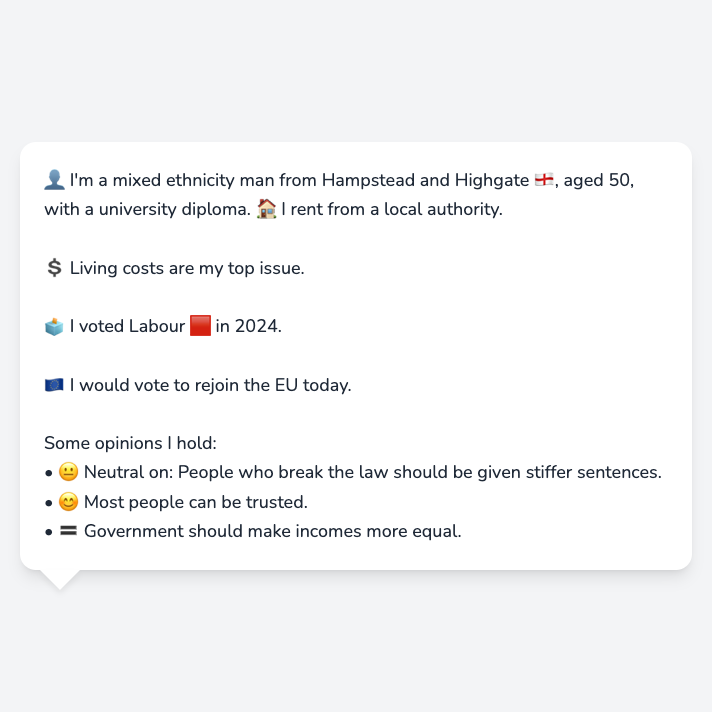 👤 I'm a mixed ethnicity man from Hampstead and Highgate 🏴󠁧󠁢󠁥󠁮󠁧󠁿, aged 50,
with a university diploma. 🏠 I rent from a local authority.
💲 Living costs are my top issue.
🗳️ I voted Labour 🟥 in 2024.
🇪🇺 I would vote to rejoin the EU today.
Some opinions I hold:
• 😐 Neutral on: People who break the law should be given stiffer sentences.
• 😊 Most people can be trusted.
• 🟰 Government should make incomes more equal.